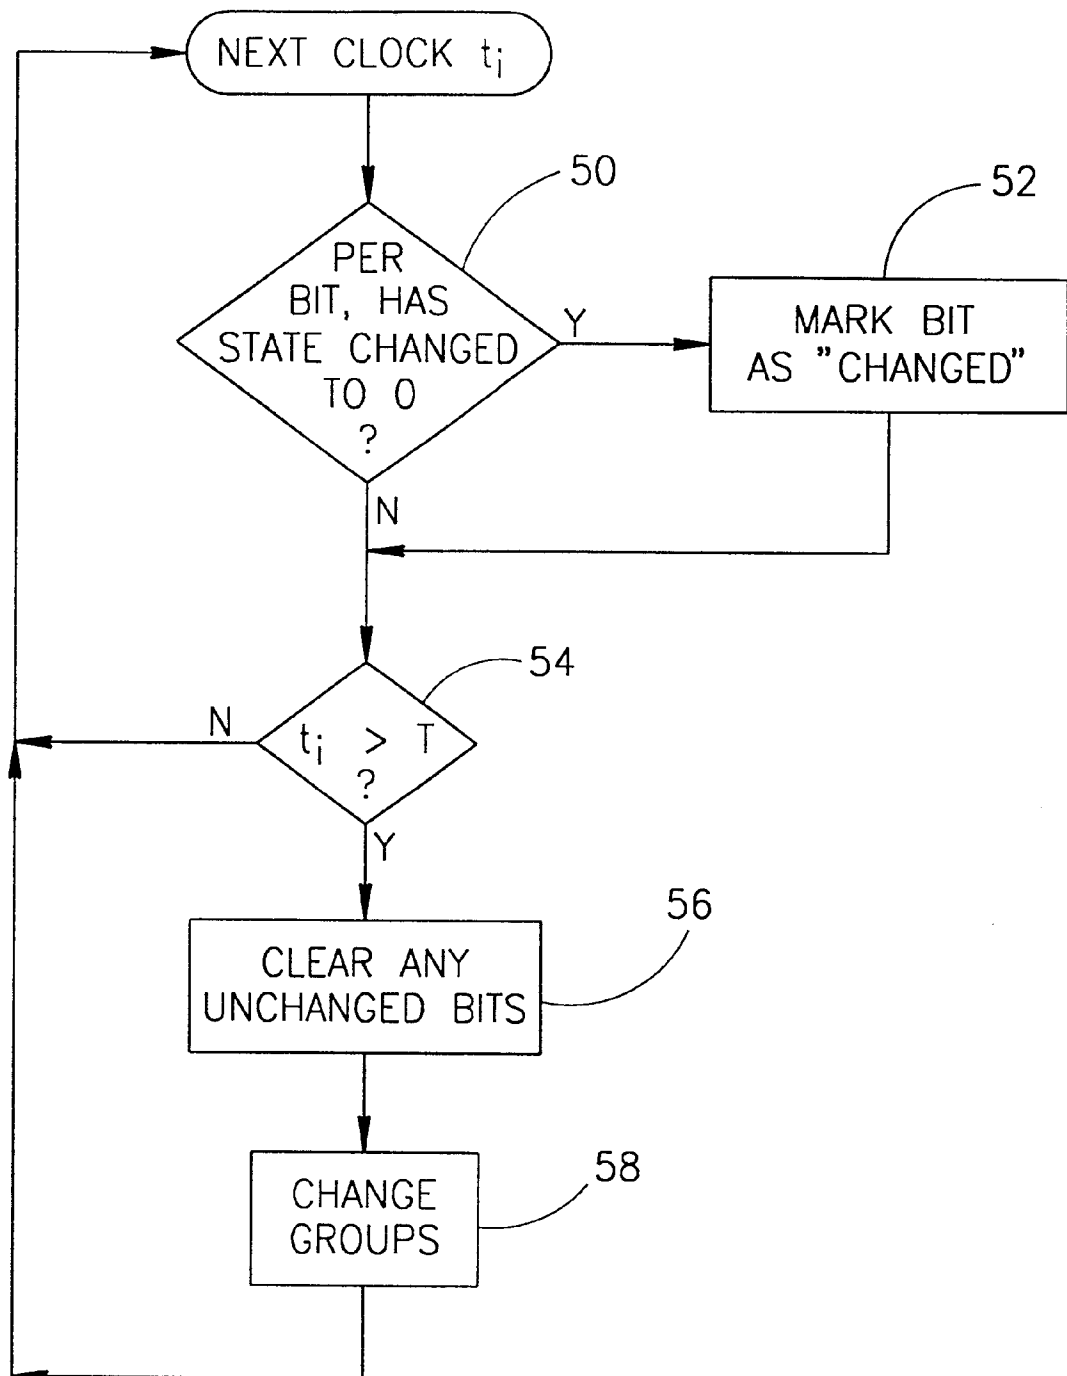 NEXT CLOCK ti
50
52
PER
BIT, HAS
STATE CHANGED
TO 0
?
Y
MARK BIT
AS "CHANGED"
N
54
N
ti > T
?
Y
56
CLEAR ANY
UNCHANGED BITS
58
CHANGE
GROUPS